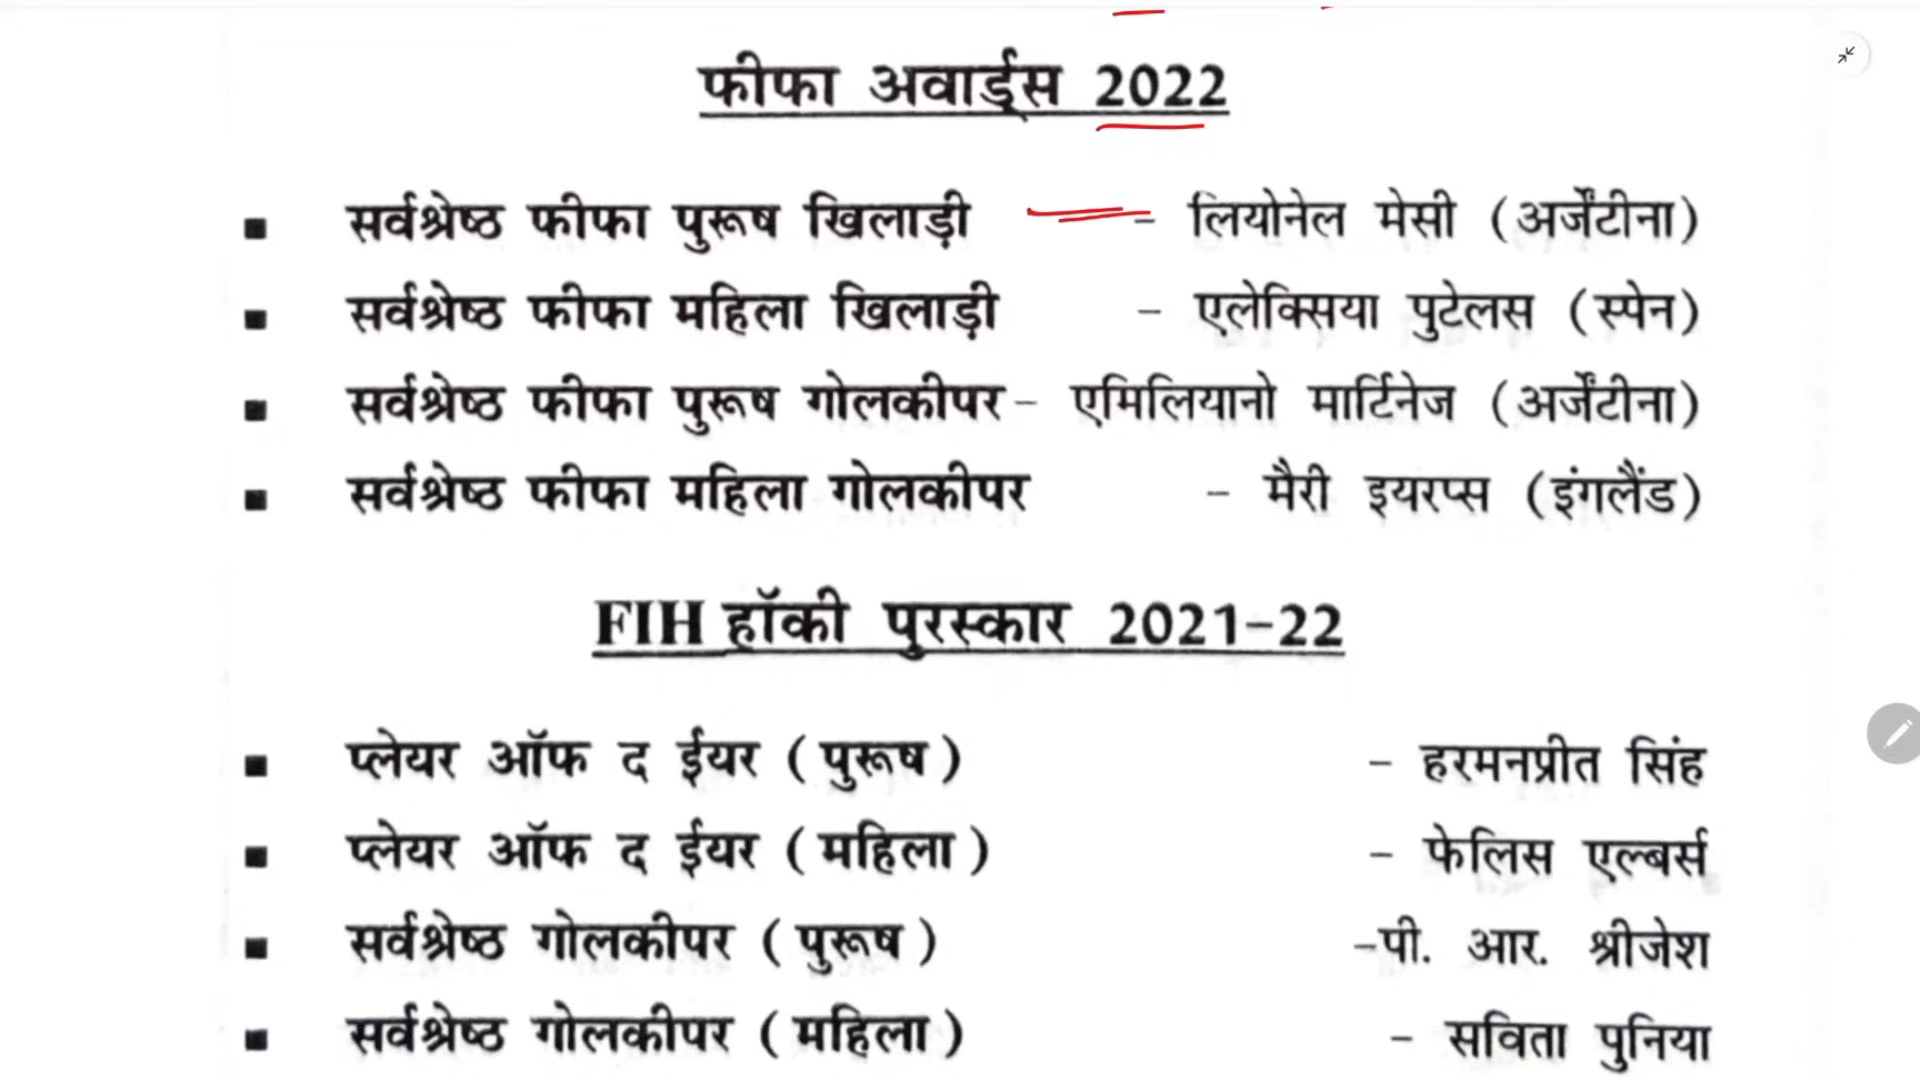 फीफा अवार्ड्स 2022
▪ सर्वश्रेष्ठ फीफा पुरूष खिलाड़ी - लियोनेल मेसी (अर्जेंटीना)
▪ सर्वश्रेष्ठ फीफा महिला खिलाड़ी - एलेक्सिया पुटेलस (स्पेन)
▪ सर्वश्रेष्ठ फीफा पुरूष गोलकीपर - एमिलियानो मार्टिनेज (अर्जेंटीना)
▪ सर्वश्रेष्ठ फीफा महिला गोलकीपर - मैरी इयरप्स (इंगलैंड)
FIH हॉकी पुरस्कार 2021-22
▪ प्लेयर ऑफ द ईयर (पुरूष) - हरमनप्रीत सिंह
▪ प्लेयर ऑफ द ईयर (महिला) - फेलिस एल्बर्स
▪ सर्वश्रेष्ठ गोलकीपर (पुरूष) -पी. आर. श्रीजेश
▪ सर्वश्रेष्ठ गोलकीपर (महिला) - सविता पुनिया